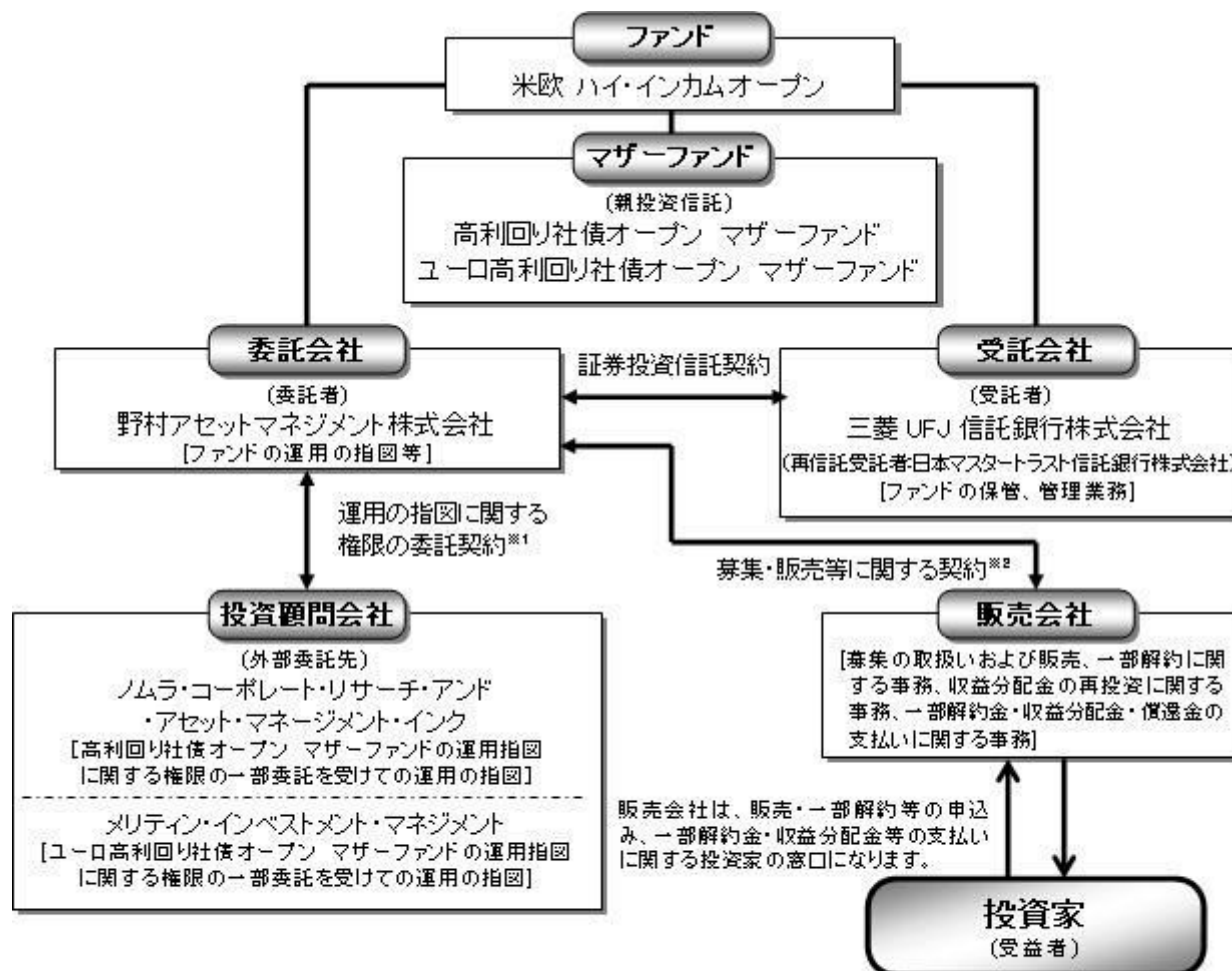 ファンド
米欧 ハイ・インカムオープン
マザーファンド
(親投資信託)
高利回り社債オープン マザーファンド
ユーロ高利回り社債オープン マザーファンド
委託会社
(委託者)
野村アセットマネジメント株式会社
[ファンドの運用の指図等]
証券投資信託契約
受託会社
(受託者)
三菱UFJ信託銀行株式会社
(再信託受託者:日本マスタートラスト信託銀行株式会社)
[ファンドの保管、管理業務]
運用の指図に関する
権限の委託契約※1
募集・販売等に関する契約※2
投資顧問会社
(外部委託先)
ノムラ・コーポレート・リサーチ・アンド
・アセット・マネージメント・インク
[高利回り社債オープン マザーファンドの運用指図
に関する権限の一部委託を受けての運用の指図]
メリティン・インベストメント・マネジメント
[ユーロ高利回り社債オープン マザーファンドの運用指図
に関する権限の一部委託を受けての運用の指図]
販売会社
[募集の取扱いおよび販売、一部解約に関
する事務、収益分配金の再投資に関する
事務、一部解約金・収益分配金・償還金の
支払いに関する事務]
販売会社は、販売・一部解約等の申込
み、一部解約金・収益分配金等の支払い
に関する投資家の窓口になります。
投資家
(受益者)